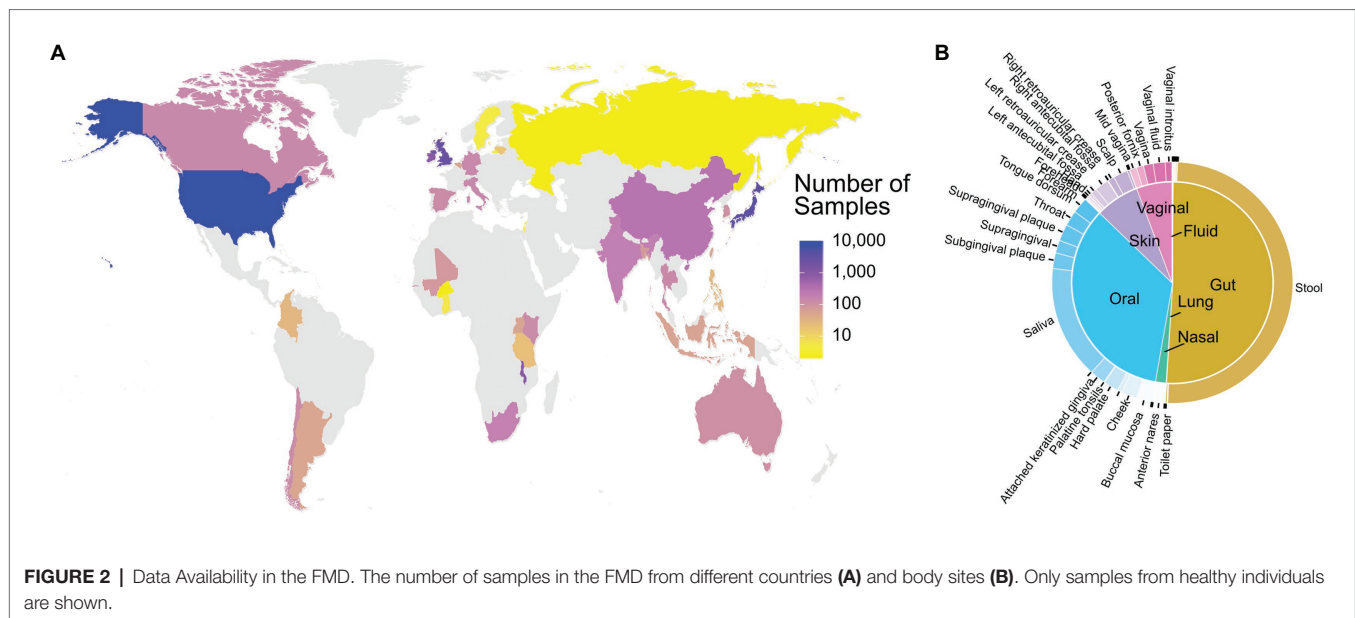 A
B
Number of
Samples
10,000
1,000
100
10
Vaginal introitus
Vaginal fluid
Vagina
Posterior fornix
Mid vagina
Scalp
Right retroauricular crease
Right antecubital fossa
Left retroauricular crease
Left antecubital fossa
Forearm
Tongue dorsum
Throat
Supragingival plaque
Supragingival
Subgingival plaque
Saliva
Attached keratinized gingiva
Palatine tonsils
Hard palate
Cheek
Buccal mucosa
Anterior nares
Toilet paper
Stool
Vaginal
Fluid
Skin
Gut
Oral
Lung
Nasal
FIGURE 2 | Data Availability in the FMD. The number of samples in the FMD from different countries (A) and body sites (B). Only samples from healthy individuals
are shown.